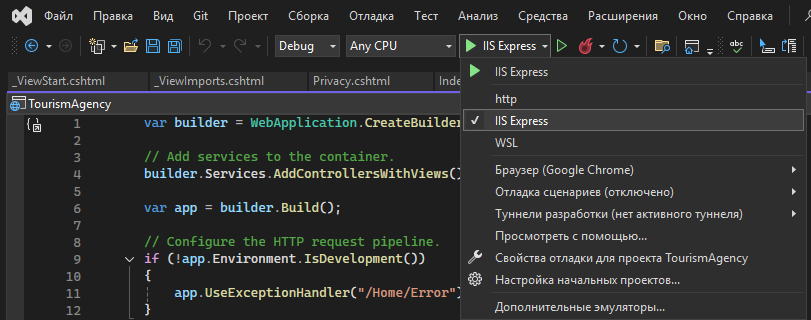 Файл Правка Вид Git Проект Сборка Отладка Тест Анализ Средства Расширения Окно Справка
Debug Any CPU IIS Express
_ViewStart.cshtml _ViewImports.cshtml Privacy.cshtml Inde
IIS Express
TourismAgency
http
1 var builder = WebApplication.CreateBuilder
IIS Express
2
WSL
3 // Add services to the container.
4 builder.Services.AddControllersWithViews()
Браузер (Google Chrome)
5
Отладка сценариев (отключено)
6 var app = builder.Build();
Туннели разработки (нет активного туннеля)
7
Просмотреть с помощью...
8 // Configure the HTTP request pipeline.
9 if (!app.Environment.IsDevelopment())
Свойства отладки для проекта TourismAgency
10 {
Настройка начальных проектов...
11 app.UseExceptionHandler("/Home/Error")
12 }
Дополнительные эмуляторы...